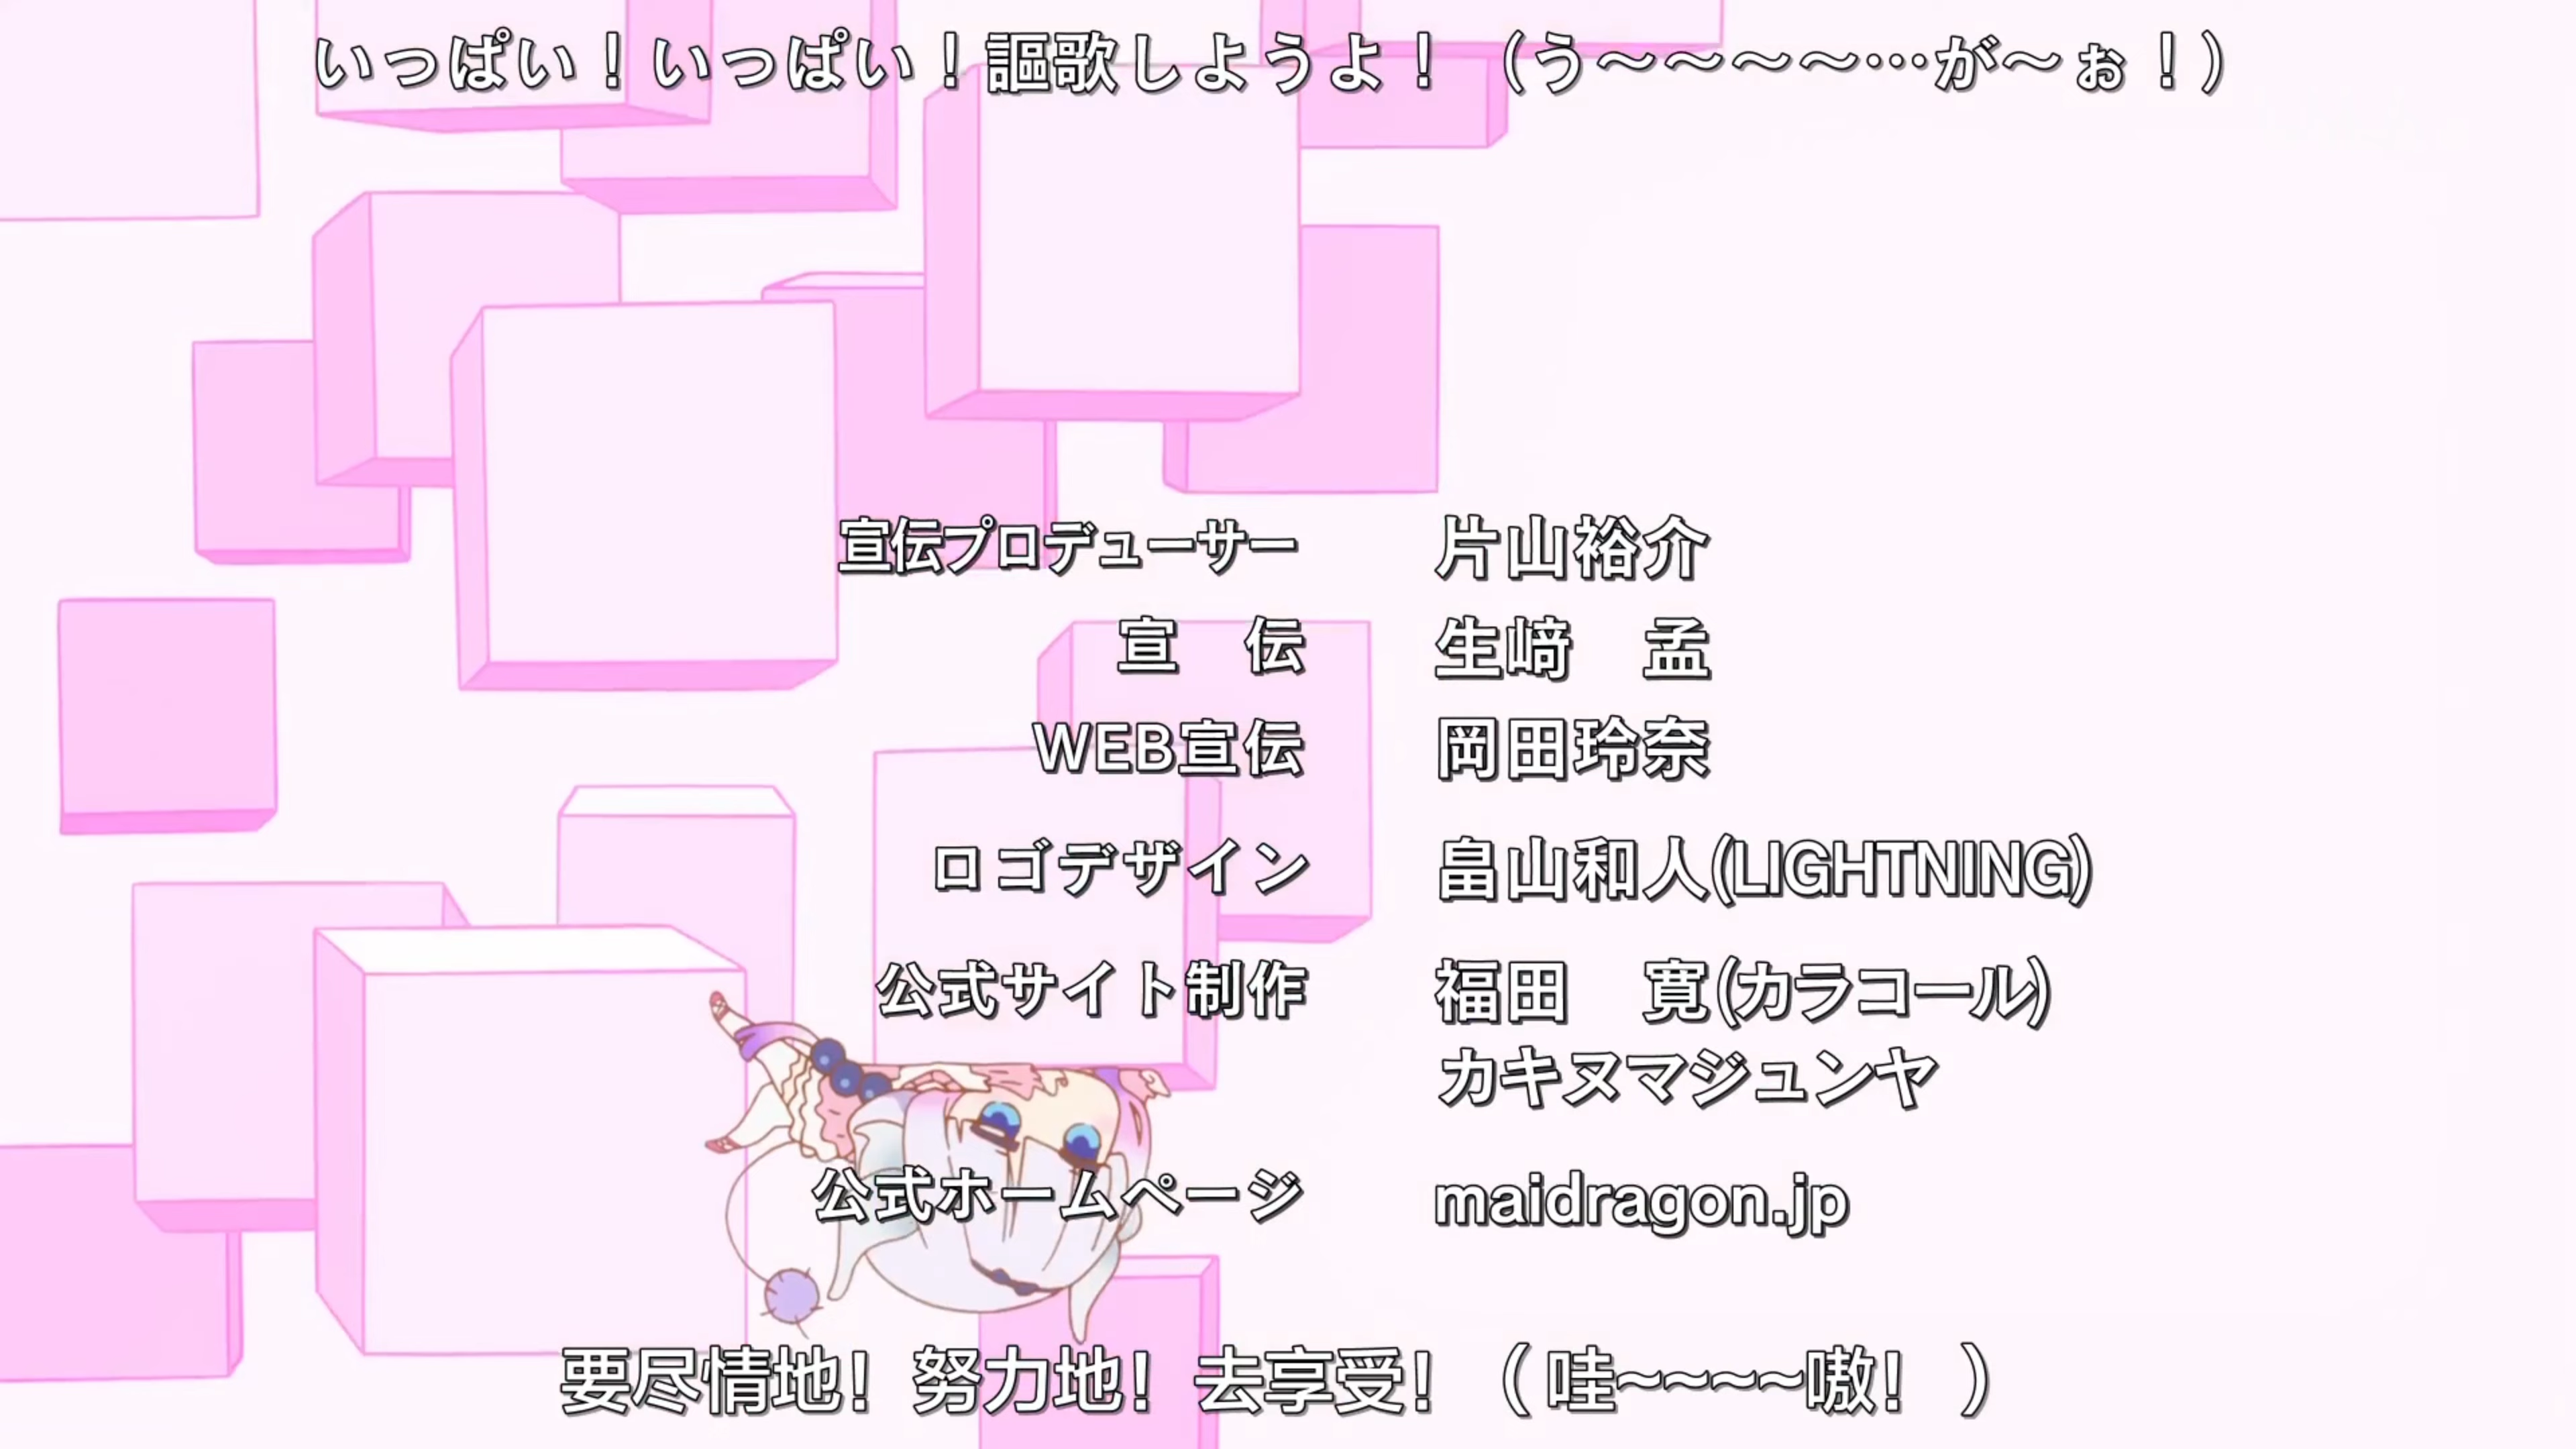 いっぱい！いっぱい！謳歌しようよ！（う～～～～…が～ぉ！）
宣伝プロデューサー　片山裕介
宣　伝　生﨑　孟
WEB宣伝　岡田玲奈
ロゴデザイン　畠山和人(LIGHTNING)
公式サイト制作　福田　寛(カラコール)
カキヌマジュンヤ
公式ホームページ　maidragon.jp
要尽情地！努力地！去享受！（哇~~~~嗷！）